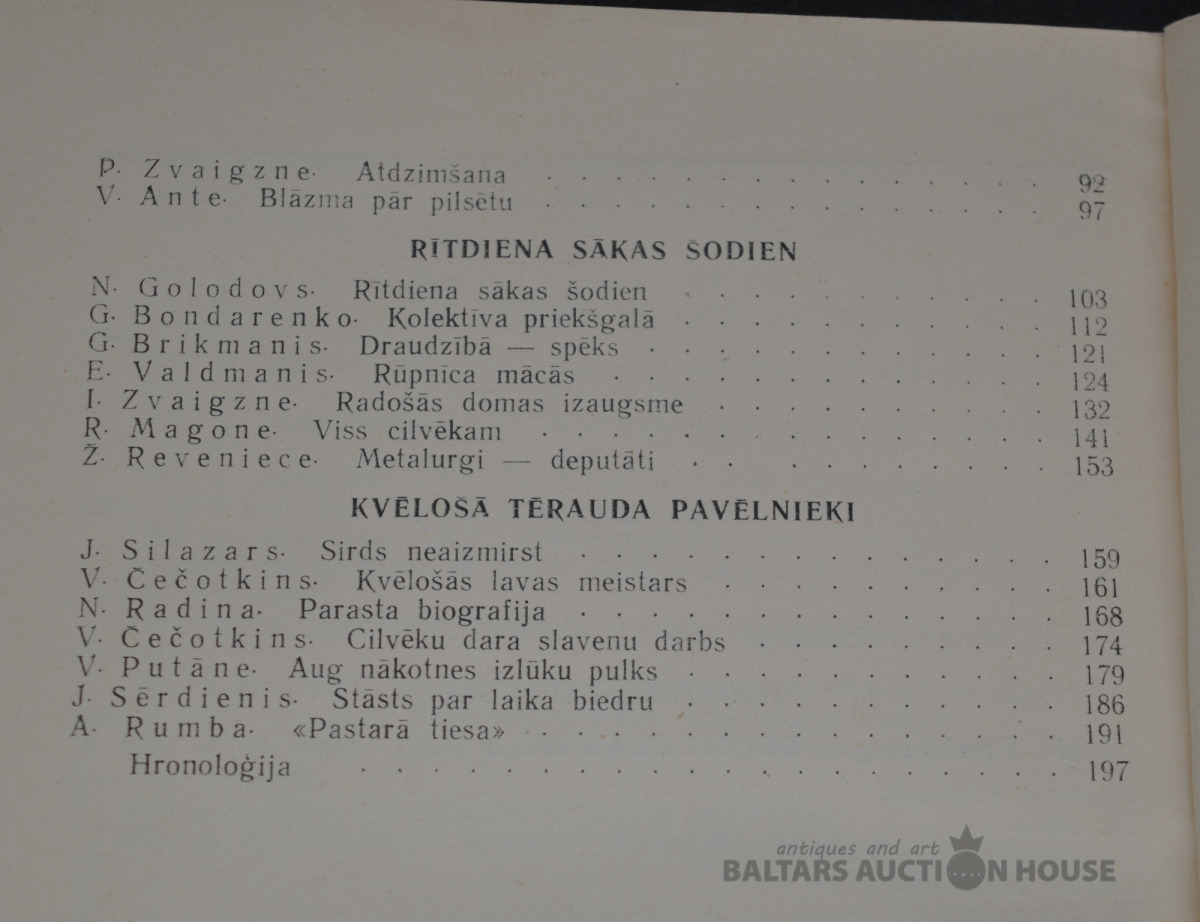 P. Zvaigzne. Atdzimšana . . . . . . . . . . . . . . . 92
V. Ante. Blāzma pār pilsētu . . . . . . . . . . . . . . . 97
RĪTDIENA SĀKAS ŠODIEN
N. Golodovs. Rītdiena sākas šodien . . . . . . . . . . . 103
G. Bondarenko. Kolektīva priekšgalā . . . . . . . . . . . 112
G. Brikmanis. Draudzībā — spēks . . . . . . . . . . . . 121
E. Valdmanis. Rūpnīca mācās . . . . . . . . . . . . . 124
I. Zvaigzne. Radošās domas izaugsme . . . . . . . . . . 132
R. Magone. Viss cilvēkam . . . . . . . . . . . . . . . 141
Ž. Reveniece. Metalurgi — deputāti . . . . . . . . . . 153
KVĒLOŠĀ TĒRAUDA PAVĒLNIEKI
J. Silazars. Sirds neaizmirst . . . . . . . . . . . . . . 159
V. Čečotkins. Kvēlošās lavas meistars . . . . . . . . . . 161
N. Radina. Parasta biografija . . . . . . . . . . . . . . 168
V. Čečotkins. Cilvēku dara slavenu darbs . . . . . . . . . 174
V. Putāne. Aug nākotnes izlūku pulks . . . . . . . . . . . 179
J. Sērdienis. Stāsts par laika biedru . . . . . . . . . . . 186
A. Rumba. «Pastarā tiesa» . . . . . . . . . . . . . . . 191
Hronoloģija . . . . . . . . . . . . . . . . . . . . 197
antiques and art
BALTARS AUCTION HOUSE